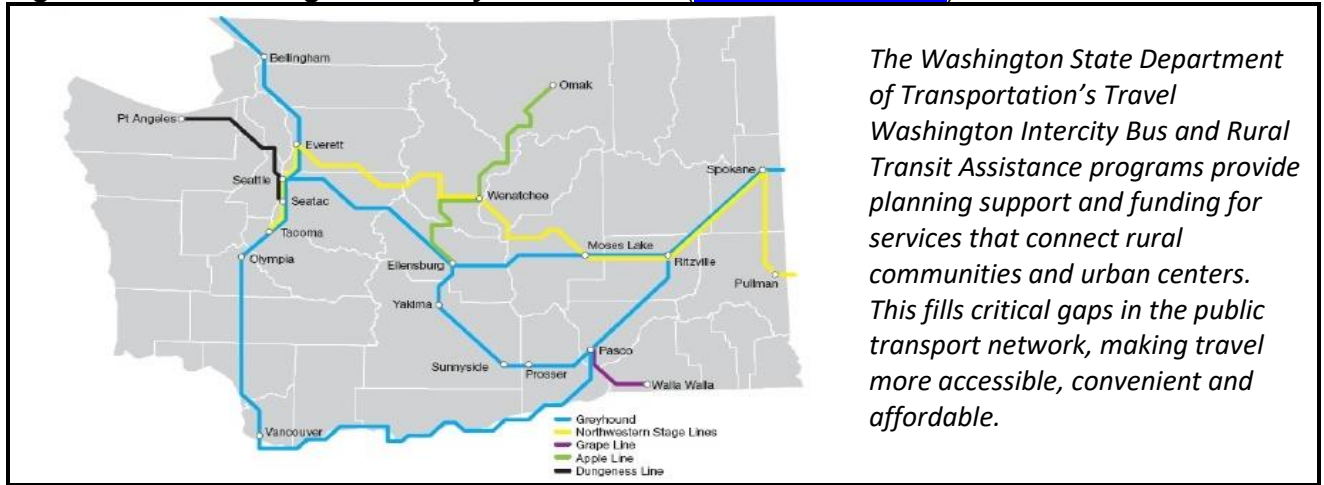 Bellingham
Omak
Pt Angeles
Everett
Spokane
Seattle
Wenatchee
Seatac
Tacoma
Moses Lake
Olympia
Ellensburg
Ritzville
Pullman
Yakima
Pasco
Sunnyside
Prosser
Walla Walla
Vancouver
Greyhound
Northwestern Stage Lines
Grape Line
Apple Line
Dungeness Line
The Washington State Department
of Transportation’s Travel
Washington Intercity Bus and Rural
Transit Assistance programs provide
planning support and funding for
services that connect rural
communities and urban centers.
This fills critical gaps in the public
transport network, making travel
more accessible, convenient and
affordable.